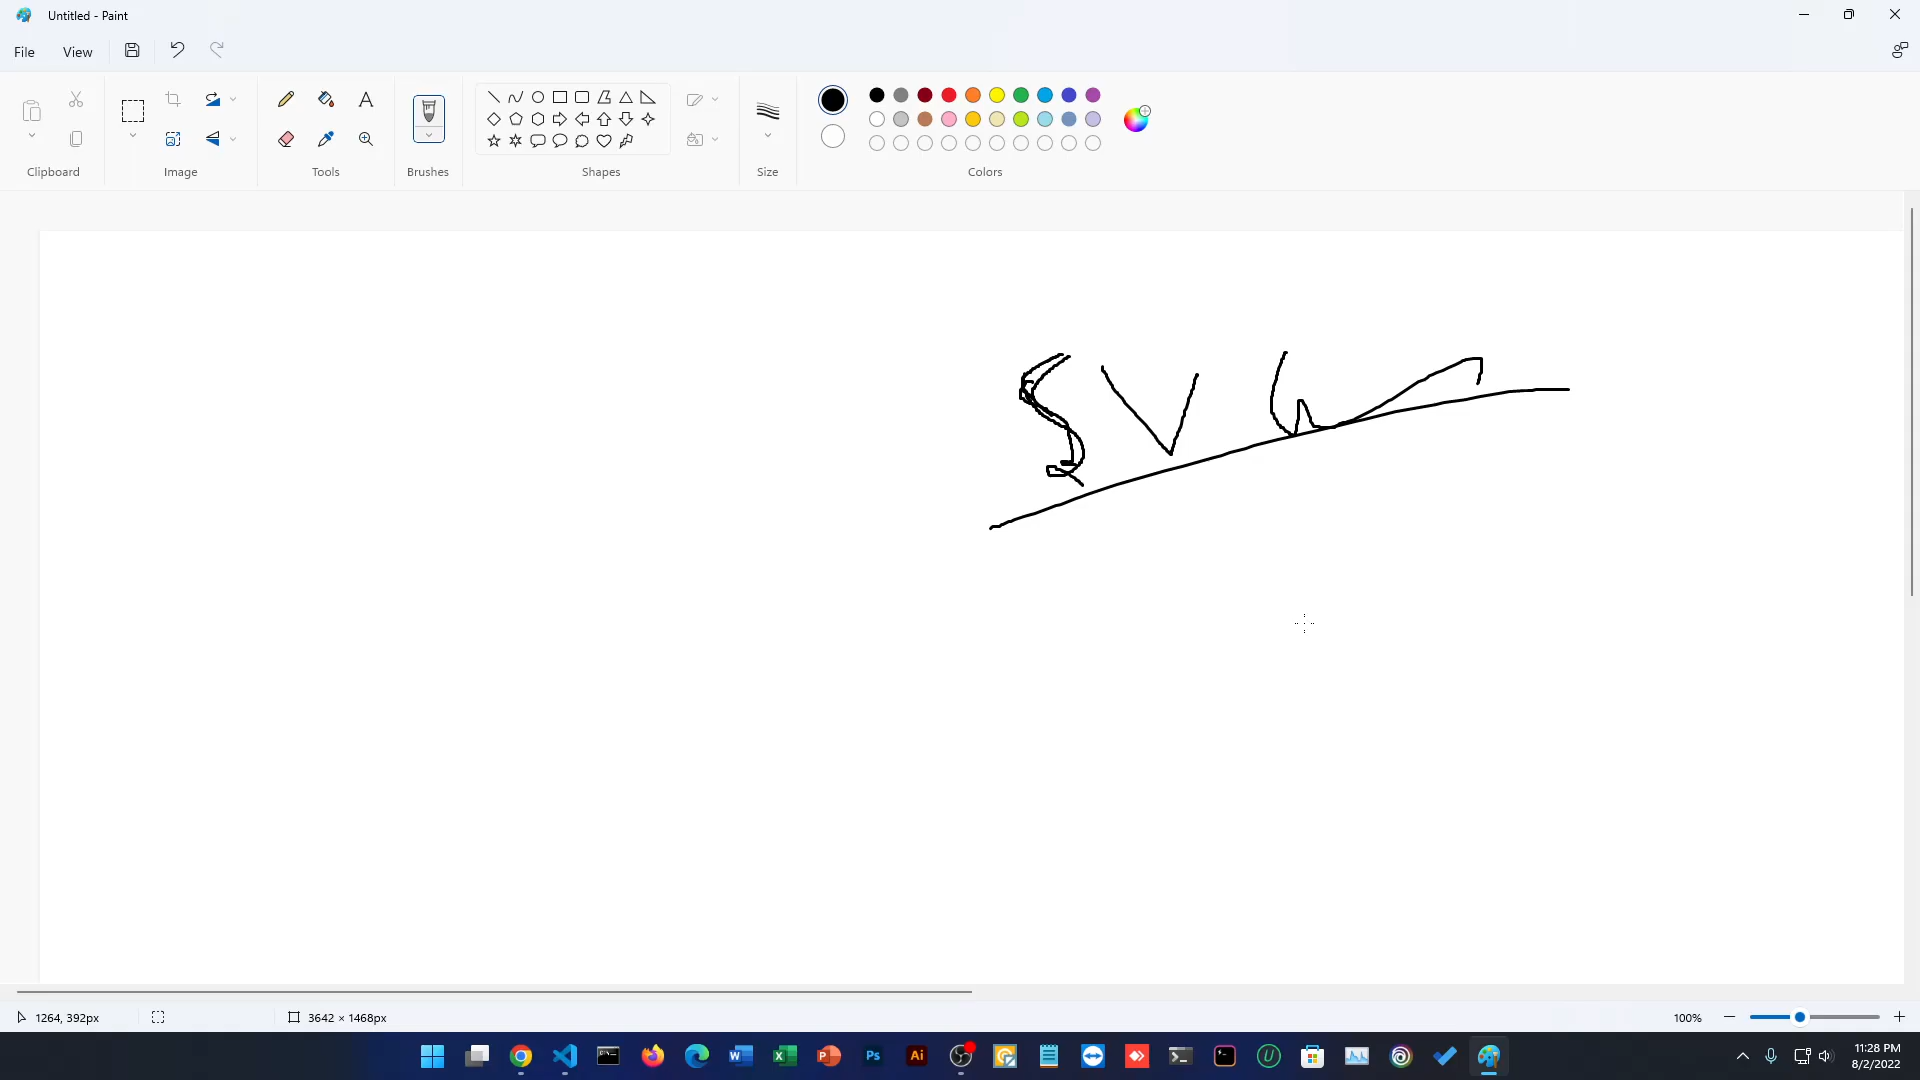 Untitled - Paint
File View
Clipboard Image Tools Brushes Shapes Size Colors
SVG
1264, 392px 3642 × 1468px 100%
11:28 PM
8/2/2022